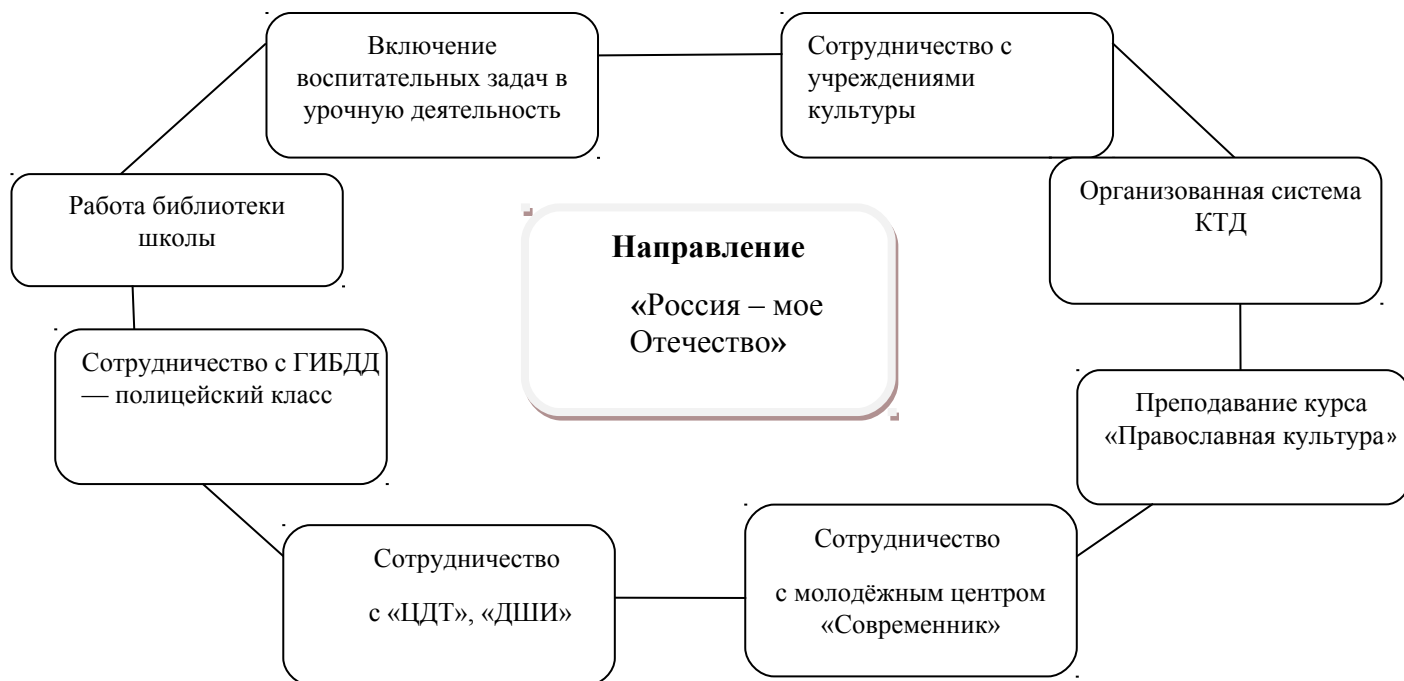 Включение
воспитательных задач в
урочную деятельность
Сотрудничество с
учреждениями
культуры
Работа библиотеки
школы
Направление
«Россия – мое
Отечество»
Организованная система
КТД
Сотрудничество с ГИБДД
— полицейский класс
Преподавание курса
«Православная культура»
Сотрудничество
с «ЦДТ», «ДШИ»
Сотрудничество
с молодёжным центром
«Современник»